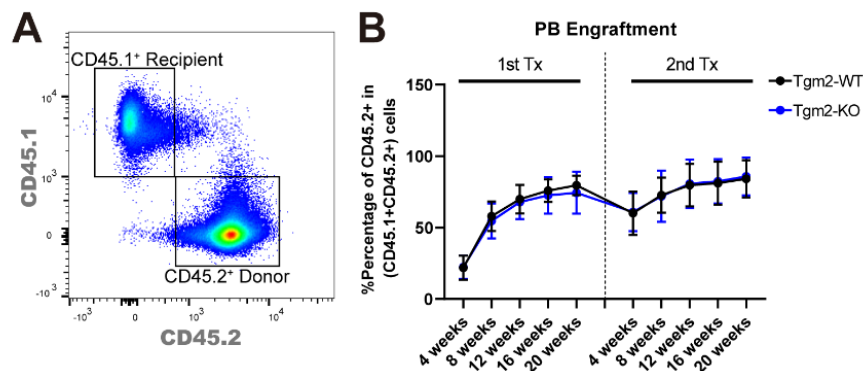 A
CD45.1⁺ Recipient
10⁴
10³
0
-10³
CD45.1
CD45.2⁺ Donor
-10³
0
10³
10⁴
CD45.2
B
PB Engraftment
1st Tx
2nd Tx
Tgm2-WT
Tgm2-KO
%Percentage of CD45.2+ in
(CD45.1+CD45.2+) cells
150
100
50
0
4 weeks
8 weeks
12 weeks
16 weeks
20 weeks
4 weeks
8 weeks
12 weeks
16 weeks
20 weeks